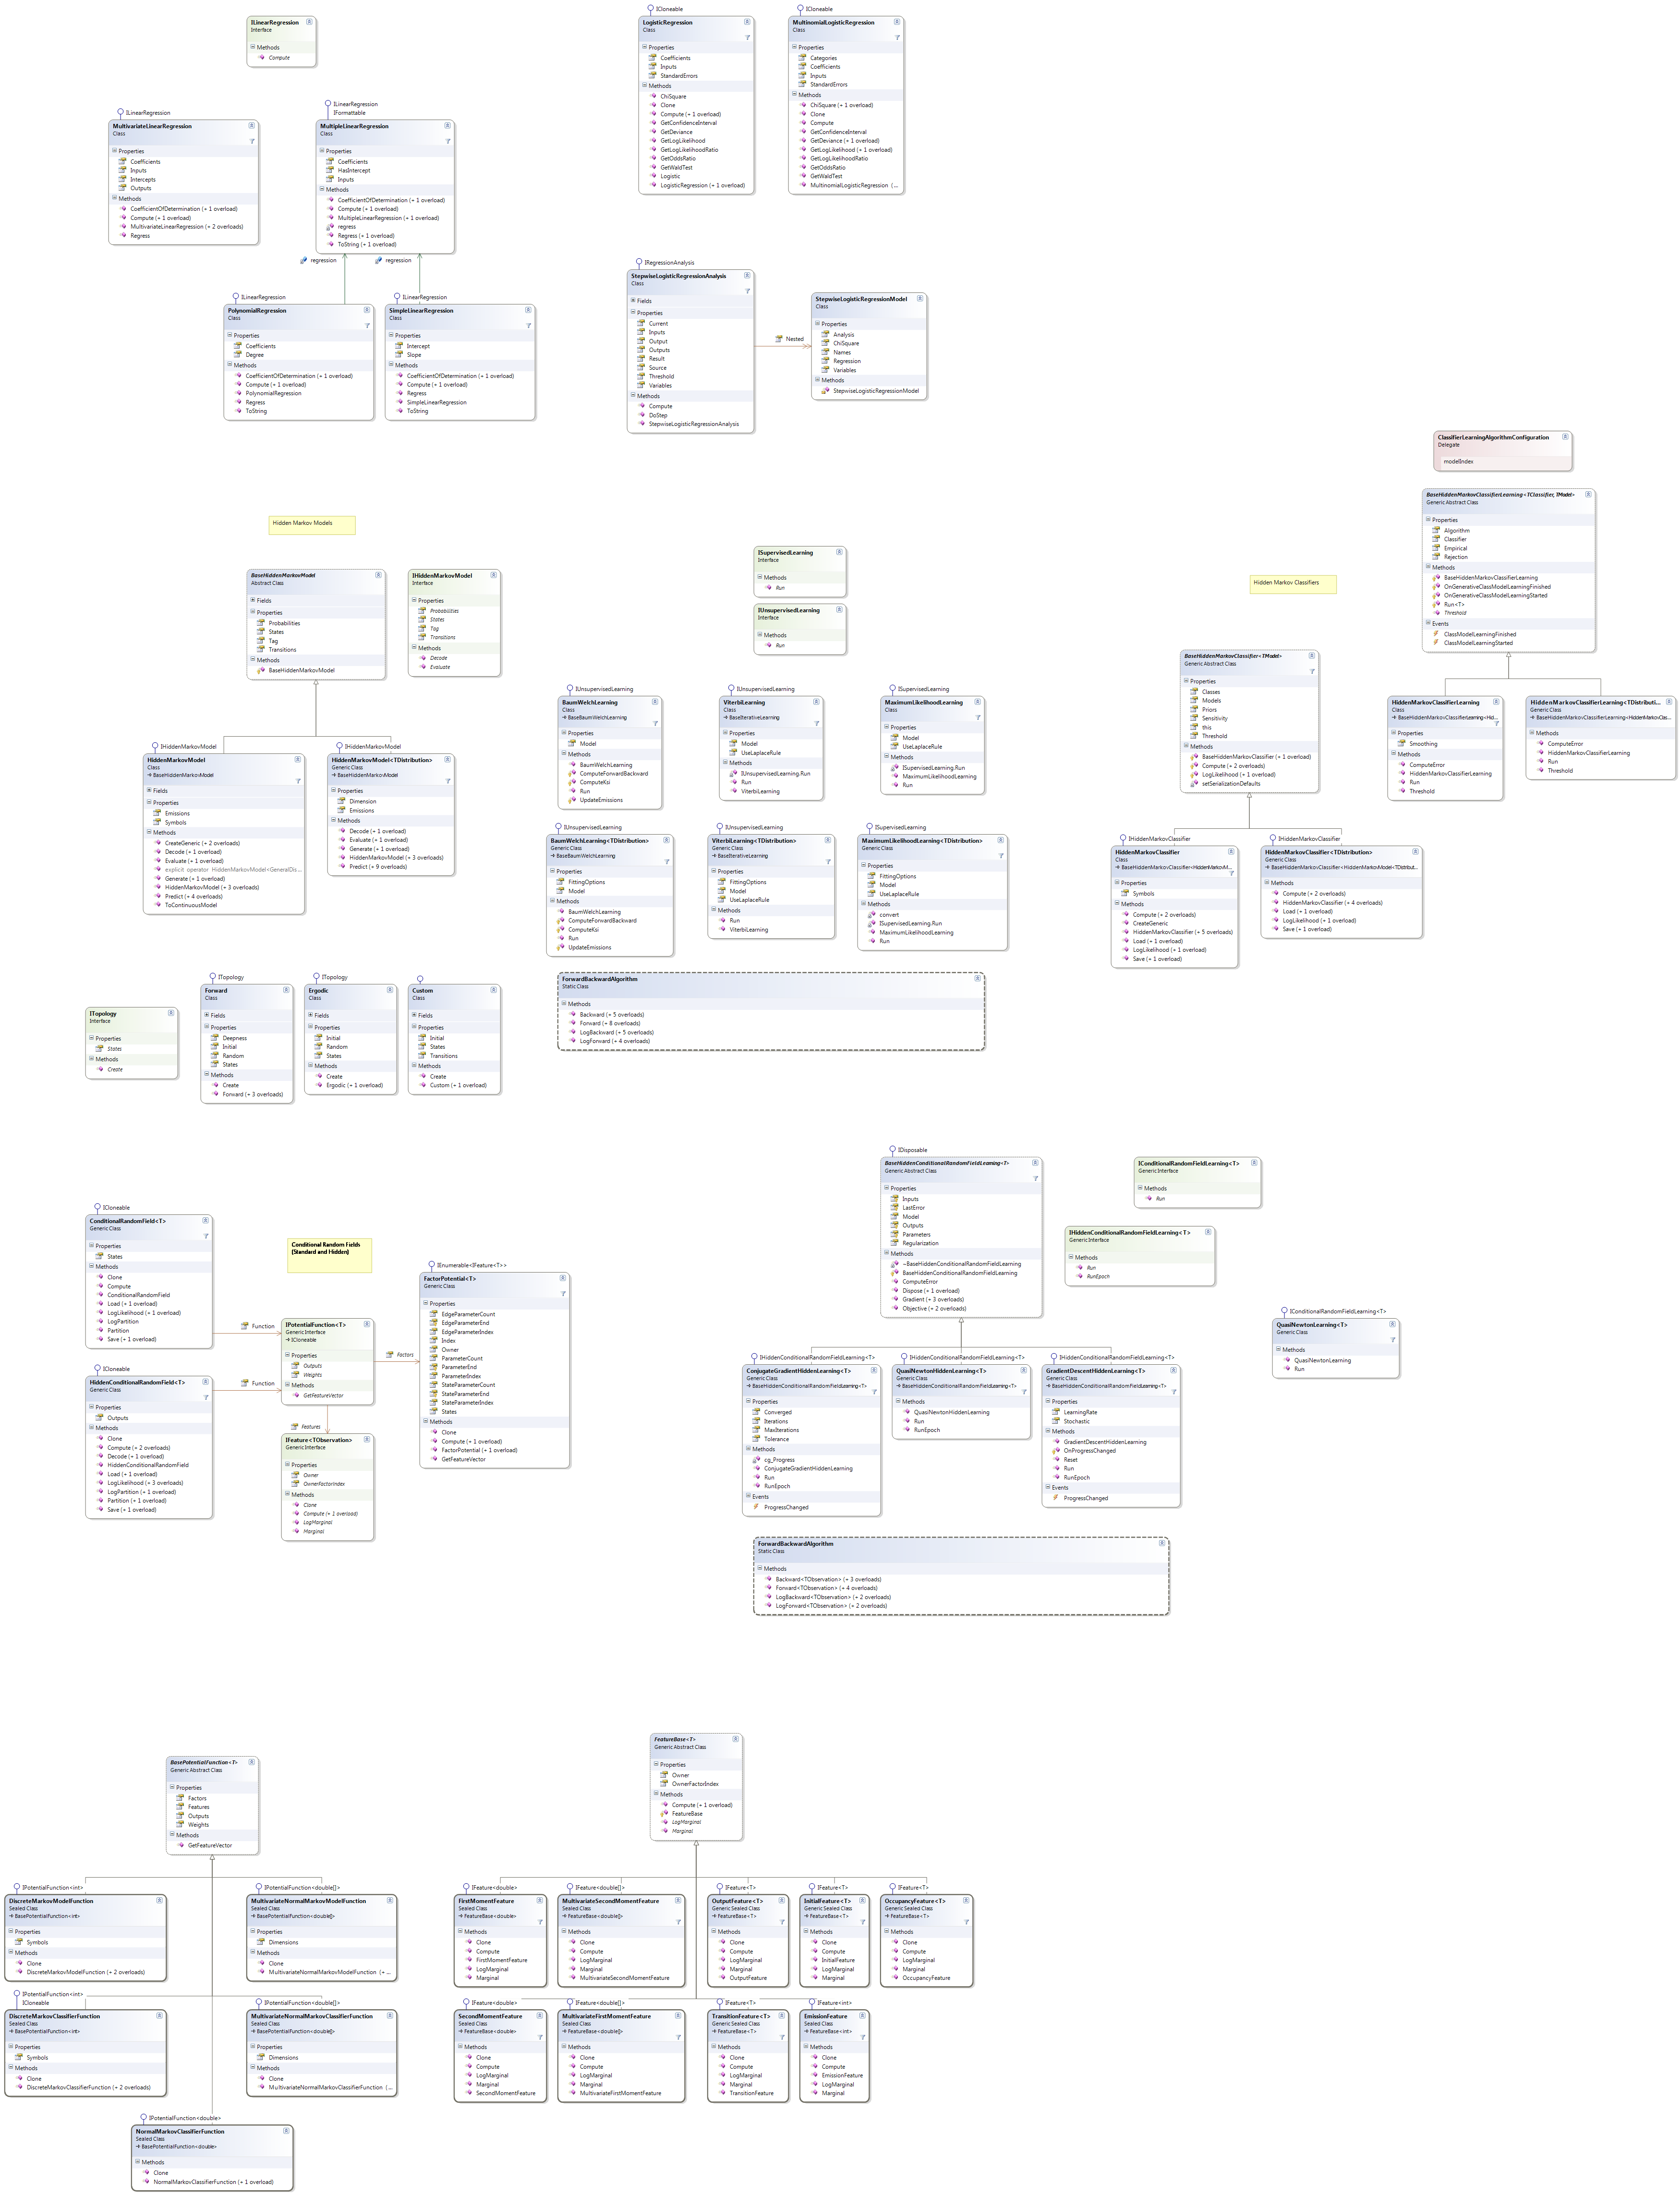 ILinearRegression
Interface
Methods
Compute
ICloneable
LogisticRegression
Class
Properties
Coefficients
Inputs
StandardErrors
Methods
ChiSquare
Clone
Compute (+ 1 overload)
GetConfidenceInterval
GetDeviance
GetLogLikelihood
GetLogLikelihoodRatio
GetOddsRatio
GetWaldTest
Logistic
LogisticRegression (+ 1 overload)
ICloneable
MultinomialLogisticRegression
Class
Properties
Categories
Coefficients
Inputs
StandardErrors
Methods
ChiSquare (+ 1 overload)
Clone
Compute
GetConfidenceInterval
GetDeviance (+ 1 overload)
GetLogLikelihood (+ 1 overload)
GetLogLikelihoodRatio
GetOddsRatio
GetWaldTest
MultinomialLogisticRegression (...
ILinearRegression
MultivariateLinearRegression
Class
Properties
Coefficients
Inputs
Intercepts
Outputs
Methods
CoefficientOfDetermination (+ 1 overload)
Compute (+ 1 overload)
MultivariateLinearRegression (+ 2 overloads)
Regress
ILinearRegression
IFormattable
MultipleLinearRegression
Class
Properties
Coefficients
HasIntercept
Inputs
Methods
CoefficientOfDetermination (+ 1 overload)
Compute (+ 1 overload)
MultipleLinearRegression (+ 1 overload)
regress
Regress (+ 1 overload)
ToString (+ 1 overload)
regression
regression
ILinearRegression
PolynomialRegression
Class
Properties
Coefficients
Degree
Methods
CoefficientOfDetermination (+ 1 overload)
Compute (+ 1 overload)
PolynomialRegression
Regress
ToString
ILinearRegression
SimpleLinearRegression
Class
Properties
Intercept
Slope
Methods
CoefficientOfDetermination (+ 1 overload)
Compute (+ 1 overload)
Regress
SimpleLinearRegression
ToString
IRegressionAnalysis
StepwiseLogisticRegressionAnalysis
Class
Fields
Properties
Current
Inputs
Output
Outputs
Result
Source
Threshold
Variables
Methods
Compute
DoStep
StepwiseLogisticRegressionAnalysis
Nested
StepwiseLogisticRegressionModel
Class
Properties
Analysis
ChiSquare
Names
Regression
Variables
Methods
StepwiseLogisticRegressionModel
ClassifierLearningAlgorithmConfiguration
Delegate
modelIndex
BaseHiddenMarkovClassifierLearning<TClassifier, TModel>
Generic Abstract Class
Properties
Algorithm
Classifier
Empirical
Rejection
Methods
BaseHiddenMarkovClassifierLearning
OnGenerativeClassModelLearningFinished
OnGenerativeClassModelLearningStarted
Run<T>
Threshold
Events
ClassModelLearningFinished
ClassModelLearningStarted
Hidden Markov Models
BaseHiddenMarkovModel
Abstract Class
Fields
Properties
Probabilities
States
Tag
Transitions
Methods
BaseHiddenMarkovModel
IHiddenMarkovModel
Interface
Properties
Probabilities
States
Tag
Transitions
Methods
Decode
Evaluate
ISupervisedLearning
Interface
Methods
Run
IUnsupervisedLearning
Interface
Methods
Run
Hidden Markov Classifiers
BaseHiddenMarkovClassifier<TModel>
Generic Abstract Class
Properties
Classes
Models
Priors
Sensitivity
this
Threshold
Methods
BaseHiddenMarkovClassifier (+ 1 overload)
Compute (+ 2 overloads)
LogLikelihood (+ 1 overload)
setSerializationDefaults
HiddenMarkovClassifierLearning
Class
BaseHiddenMarkovClassifierLearning<Hid...
Properties
Smoothing
Methods
ComputeError
HiddenMarkovClassifierLearning
Run
Threshold
HiddenMarkovClassifierLearning<TDistributi...
Generic Class
BaseHiddenMarkovClassifierLearning<HiddenMarkovClas...
Methods
ComputeError
HiddenMarkovClassifierLearning
Run
Threshold
IHiddenMarkovModel
HiddenMarkovModel
Class
BaseHiddenMarkovModel
Fields
Properties
Emissions
Symbols
Methods
CreateGeneric (+ 2 overloads)
Decode (+ 1 overload)
Evaluate (+ 1 overload)
explicit operator HiddenMarkovModel<GeneralDis...
Generate (+ 1 overload)
HiddenMarkovModel (+ 3 overloads)
Predict (+ 4 overloads)
ToContinuousModel
IHiddenMarkovModel
HiddenMarkovModel<TDistribution>
Generic Class
BaseHiddenMarkovModel
Properties
Dimension
Emissions
Methods
Decode (+ 1 overload)
Evaluate (+ 1 overload)
Generate (+ 1 overload)
HiddenMarkovModel (+ 3 overloads)
Predict (+ 9 overloads)
IUnsupervisedLearning
BaumWelchLearning
Class
BaseBaumWelchLearning
Properties
Model
Methods
BaumWelchLearning
ComputeForwardBackward
ComputeKsi
Run
UpdateEmissions
IUnsupervisedLearning
ViterbiLearning
Class
BaseIterativeLearning
Properties
Model
UseLaplaceRule
Methods
IUnsupervisedLearning.Run
Run
ViterbiLearning
ISupervisedLearning
MaximumLikelihoodLearning
Class
Properties
Model
UseLaplaceRule
Methods
ISupervisedLearning.Run
MaximumLikelihoodLearning
Run
IUnsupervisedLearning
BaumWelchLearning<TDistribution>
Generic Class
BaseBaumWelchLearning
Properties
FittingOptions
Model
Methods
BaumWelchLearning
ComputeForwardBackward
ComputeKsi
Run
UpdateEmissions
IUnsupervisedLearning
ViterbiLearning<TDistribution>
Generic Class
BaseIterativeLearning
Properties
FittingOptions
Model
UseLaplaceRule
Methods
Run
ViterbiLearning
ISupervisedLearning
MaximumLikelihoodLearning<TDistribution>
Generic Class
Properties
FittingOptions
Model
UseLaplaceRule
Methods
convert
ISupervisedLearning.Run
MaximumLikelihoodLearning
Run
IHiddenMarkovClassifier
HiddenMarkovClassifier
Class
BaseHiddenMarkovClassifier<HiddenMarkovM...
Properties
Symbols
Methods
Compute (+ 2 overloads)
CreateGeneric
HiddenMarkovClassifier (+ 5 overloads)
Load (+ 1 overload)
LogLikelihood (+ 1 overload)
Save (+ 1 overload)
IHiddenMarkovClassifier
HiddenMarkovClassifier<TDistribution>
Generic Class
BaseHiddenMarkovClassifier<HiddenMarkovModel<TDistribut...
Methods
Compute (+ 2 overloads)
HiddenMarkovClassifier (+ 4 overloads)
Load (+ 1 overload)
LogLikelihood (+ 1 overload)
Save (+ 1 overload)
ITopology
Interface
Properties
States
Methods
Create
ITopology
Forward
Class
Fields
Properties
Deepness
Initial
Random
States
Methods
Create
Forward (+ 3 overloads)
ITopology
Ergodic
Class
Fields
Properties
Initial
Random
States
Methods
Create
Ergodic (+ 1 overload)
Custom
Class
Fields
Properties
Initial
States
Transitions
Methods
Create
Custom (+ 1 overload)
ForwardBackwardAlgorithm
Static Class
Methods
Backward (+ 5 overloads)
Forward (+ 8 overloads)
LogBackward (+ 5 overloads)
LogForward (+ 4 overloads)
ICloneable
ConditionalRandomField<T>
Generic Class
Properties
States
Methods
Clone
Compute
ConditionalRandomField
Load (+ 1 overload)
LogLikelihood (+ 1 overload)
LogPartition
Partition
Save (+ 1 overload)
Function
ICloneable
HiddenConditionalRandomField<T>
Generic Class
Properties
Outputs
Methods
Clone
Compute (+ 2 overloads)
Decode (+ 1 overload)
HiddenConditionalRandomField
Load (+ 1 overload)
LogLikelihood (+ 3 overloads)
LogPartition (+ 1 overload)
Partition (+ 1 overload)
Save (+ 1 overload)
Function
Conditional Random Fields
(Standard and Hidden)
IPotentialFunction<T>
Generic Interface
ICloneable
Properties
Outputs
Weights
Methods
GetFeatureVector
Factors
Features
IFeature<TObservation>
Generic Interface
Properties
Owner
OwnerFactorIndex
Methods
Clone
Compute (+ 1 overload)
LogMarginal
Marginal
IEnumerable<IFeature<T>>
FactorPotential<T>
Generic Class
Properties
EdgeParameterCount
EdgeParameterEnd
EdgeParameterIndex
Index
Owner
ParameterCount
ParameterEnd
ParameterIndex
StateParameterCount
StateParameterEnd
StateParameterIndex
States
Methods
Clone
Compute (+ 1 overload)
FactorPotential (+ 1 overload)
GetFeatureVector
IDisposable
BaseHiddenConditionalRandomFieldLearning<T>
Generic Abstract Class
Properties
Inputs
LastError
Model
Outputs
Parameters
Regularization
Methods
~BaseHiddenConditionalRandomFieldLearning
BaseHiddenConditionalRandomFieldLearning
ComputeError
Dispose (+ 1 overload)
Gradient (+ 3 overloads)
Objective (+ 2 overloads)
IConditionalRandomFieldLearning<T>
Generic Interface
Methods
Run
IHiddenConditionalRandomFieldLearning<T>
Generic Interface
Methods
Run
RunEpoch
IConditionalRandomFieldLearning<T>
QuasiNewtonLearning<T>
Generic Class
Methods
QuasiNewtonLearning
Run
IHiddenConditionalRandomFieldLearning<T>
ConjugateGradientHiddenLearning<T>
Generic Class
BaseHiddenConditionalRandomFieldLearning<T>
Properties
Converged
Iterations
MaxIterations
Tolerance
Methods
cg_Progress
ConjugateGradientHiddenLearning
Run
RunEpoch
Events
ProgressChanged
IHiddenConditionalRandomFieldLearning<T>
QuasiNewtonHiddenLearning<T>
Generic Class
BaseHiddenConditionalRandomFieldLearning<T>
Methods
QuasiNewtonHiddenLearning
Run
RunEpoch
IHiddenConditionalRandomFieldLearning<T>
GradientDescentHiddenLearning<T>
Generic Class
BaseHiddenConditionalRandomFieldLearning<T>
Properties
LearningRate
Stochastic
Methods
GradientDescentHiddenLearning
OnProgressChanged
Reset
Run
RunEpoch
Events
ProgressChanged
ForwardBackwardAlgorithm
Static Class
Methods
Backward<TObservation> (+ 3 overloads)
Forward<TObservation> (+ 4 overloads)
LogBackward<TObservation> (+ 2 overloads)
LogForward<TObservation> (+ 2 overloads)
BasePotentialFunction<T>
Generic Abstract Class
Properties
Factors
Features
Outputs
Weights
Methods
GetFeatureVector
FeatureBase<T>
Generic Abstract Class
Properties
Owner
OwnerFactorIndex
Methods
Compute (+ 1 overload)
FeatureBase
LogMarginal
Marginal
IPotentialFunction<int>
DiscreteMarkovModelFunction
Sealed Class
BasePotentialFunction<int>
Properties
Symbols
Methods
Clone
DiscreteMarkovModelFunction (+ 2 overloads)
IPotentialFunction<double[]>
MultivariateNormalMarkovModelFunction
Sealed Class
BasePotentialFunction<double[]>
Properties
Dimensions
Methods
Clone
MultivariateNormalMarkovModelFunction (+ ...
IFeature<double>
FirstMomentFeature
Sealed Class
FeatureBase<double>
Methods
Clone
Compute
FirstMomentFeature
LogMarginal
Marginal
IFeature<double[]>
MultivariateSecondMomentFeature
Sealed Class
FeatureBase<double[]>
Methods
Clone
Compute
LogMarginal
Marginal
MultivariateSecondMomentFeature
IFeature<T>
OutputFeature<T>
Generic Sealed Class
FeatureBase<T>
Methods
Clone
Compute
LogMarginal
Marginal
OutputFeature
IFeature<T>
InitialFeature<T>
Generic Sealed Class
FeatureBase<T>
Methods
Clone
Compute
InitialFeature
LogMarginal
Marginal
IFeature<T>
OccupancyFeature<T>
Generic Sealed Class
FeatureBase<T>
Methods
Clone
Compute
LogMarginal
Marginal
OccupancyFeature
IPotentialFunction<int>
ICloneable
DiscreteMarkovClassifierFunction
Sealed Class
BasePotentialFunction<int>
Properties
Symbols
Methods
Clone
DiscreteMarkovClassifierFunction (+ 2 overloads)
IPotentialFunction<double[]>
MultivariateNormalMarkovClassifierFunction
Sealed Class
BasePotentialFunction<double[]>
Properties
Dimensions
Methods
Clone
MultivariateNormalMarkovClassifierFunction (...
IFeature<double>
SecondMomentFeature
Sealed Class
FeatureBase<double>
Methods
Clone
Compute
LogMarginal
Marginal
SecondMomentFeature
IFeature<double[]>
MultivariateFirstMomentFeature
Sealed Class
FeatureBase<double[]>
Methods
Clone
Compute
LogMarginal
Marginal
MultivariateFirstMomentFeature
IFeature<T>
TransitionFeature<T>
Generic Sealed Class
FeatureBase<T>
Methods
Clone
Compute
LogMarginal
Marginal
TransitionFeature
IFeature<int>
EmissionFeature
Sealed Class
FeatureBase<int>
Methods
Clone
Compute
EmissionFeature
LogMarginal
Marginal
IPotentialFunction<double>
NormalMarkovClassifierFunction
Sealed Class
BasePotentialFunction<double>
Methods
Clone
NormalMarkovClassifierFunction (+ 1 overload)